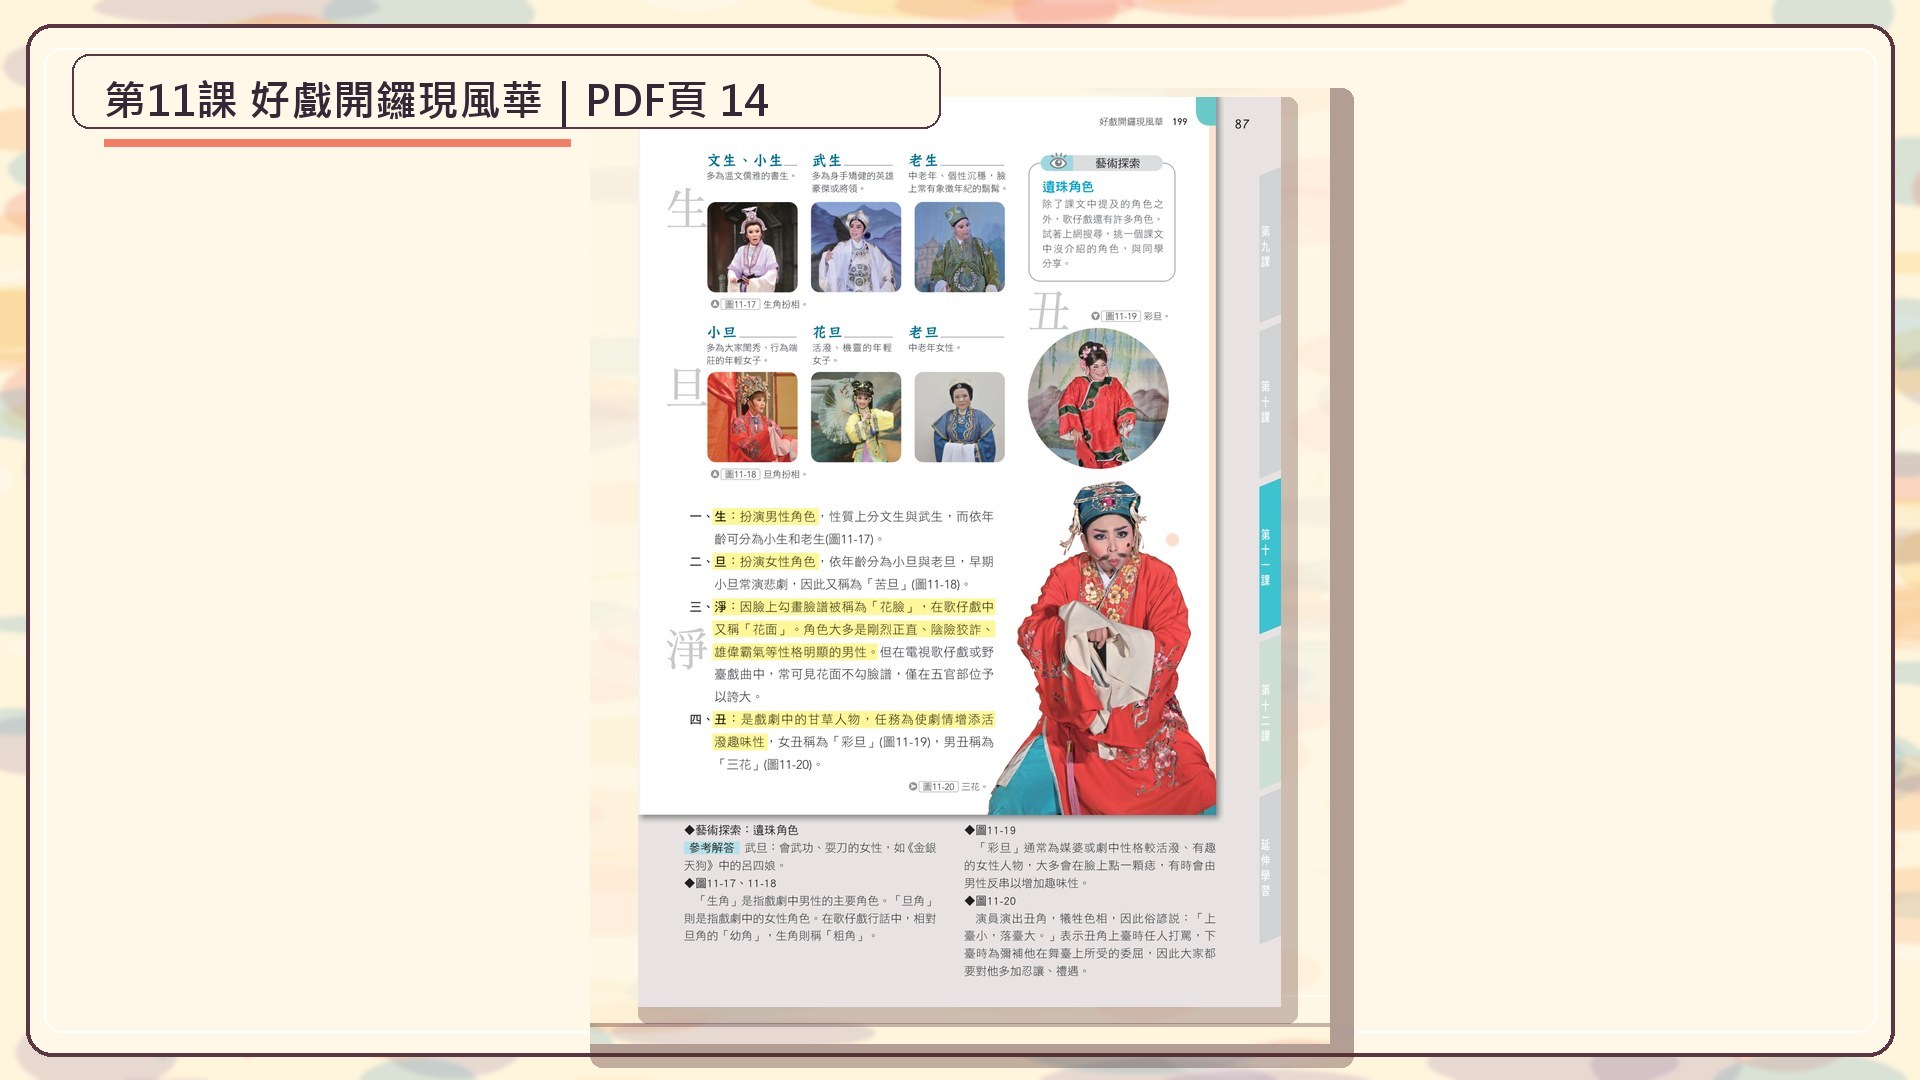 第11課 好戲開鑼現風華 | PDF頁 14
好戲開鑼現風華 199
87
生
文生、小生
多為溫文儒雅的書生。
武生
多為身手矯健的英雄
豪傑或將領。
老生
中老年、個性沉穩,臉
上常有象徵年紀的鬍鬚。
圖11-17 生角扮相。
旦
小旦
多為大家閨秀、行為端
莊的年輕女子。
花旦
活潑、機靈的年輕
女子。
老旦
中老年女性。
圖11-18 旦角扮相。
藝術探索
遺珠角色
除了課文中提及的角色之
外,歌仔戲還有許多角色。
試著上網搜尋,挑一個課文
中沒介紹的角色,與同學
分享。
丑
圖11-19 彩旦。
一、生:扮演男性角色,性質上分文生與武生,而依年
齡可分為小生和老生(圖11-17)。
二、旦:扮演女性角色,依年齡分為小旦與老旦,早期
小旦常演悲劇,因此又稱為「苦旦」(圖11-18)。
淨
三、淨:因臉上勾畫臉譜被稱為「花臉」,在歌仔戲中
又稱「花面」。角色大多是剛烈正直、陰險狡詐、
雄偉霸氣等性格明顯的男性。但在電視歌仔戲或野
臺戲曲中,常可見花面不勾臉譜,僅在五官部位予
以誇大。
四、丑:是戲劇中的甘草人物,任務為使劇情增添活
潑趣味性,女丑稱為「彩旦」(圖11-19),男丑稱為
「三花」(圖11-20)。
圖11-20 三花。
◆藝術探索:遺珠角色
參考解答 武旦:會武功、耍刀的女性,如《金銀
天狗》中的呂四娘。
◆圖11-17、11-18
「生角」是指戲劇中男性的主要角色。「旦角」
則是指戲劇中的女性角色。在歌仔戲行話中,相對
旦角的「幼角」,生角則稱「粗角」。
◆圖11-19
「彩旦」通常為媒婆或劇中性格較活潑、有趣
的女性人物,大多會在臉上點一顆痣,有時會由
男性反串以增加趣味性。
◆圖11-20
演員演出丑角,犧牲色相,因此俗諺說:「上
臺小,落臺大。」表示丑角上臺時任人打罵,下
臺時為彌補他在舞臺上所受的委屈,因此大家都
要對他多加忍讓、禮遇。
第九課
第十課
第十一課
第十二課
延伸學習